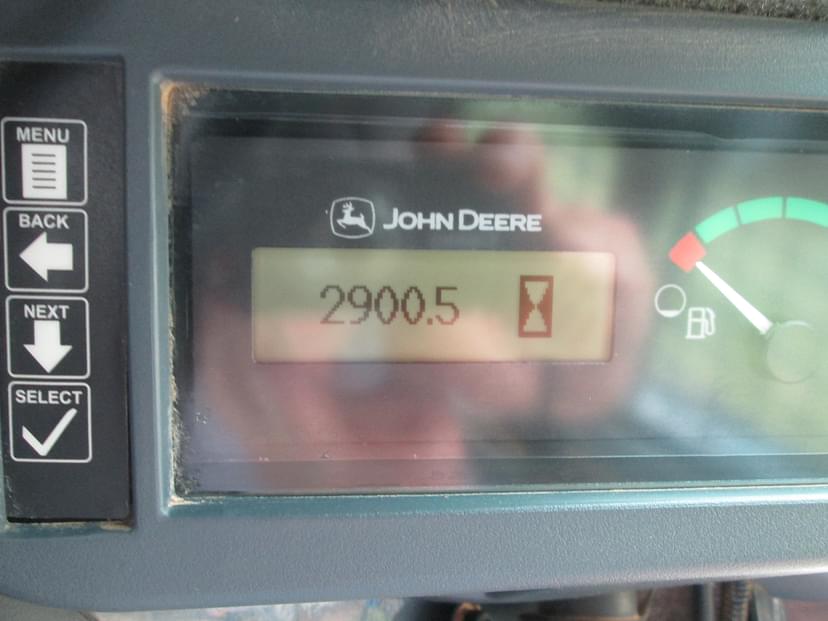 MENU
BACK
NEXT
SELECT
JOHN DEERE
2900.5